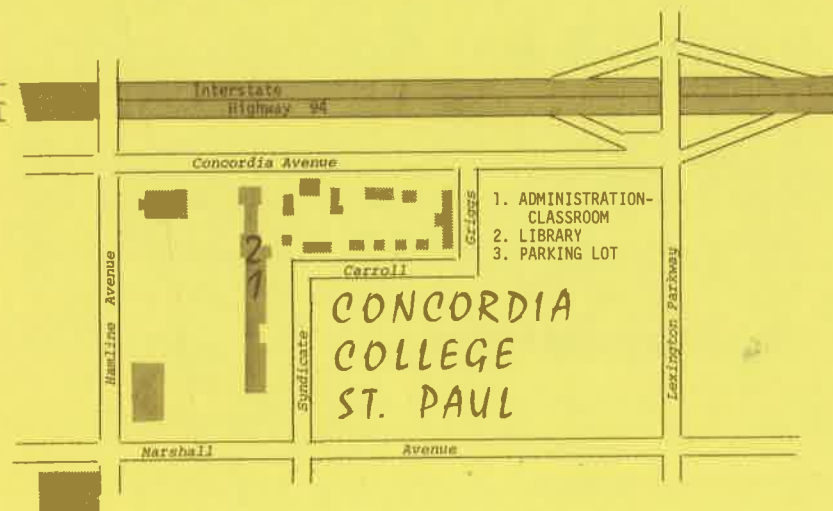 Interstate
Highway 94
Concordia Avenue
Griggs
1. ADMINISTRATION-
CLASSROOM
2. LIBRARY
3. PARKING LOT
2
1
Carroll
Hamline Avenue
Syndicate
Lexington Parkway
CONCORDIA
COLLEGE
ST. PAUL
Marshall Avenue